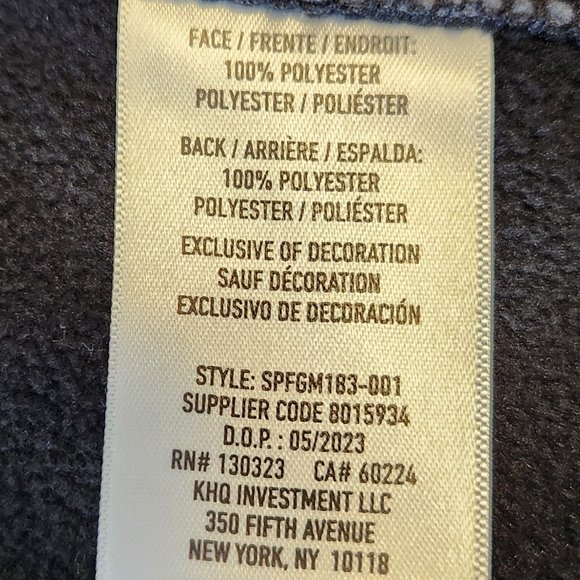 FACE / FRENTE / ENDROIT:
100% POLYESTER
POLYESTER / POLIÉSTER
BACK / ARRIÈRE / ESPALDA:
100% POLYESTER
POLYESTER / POLIÉSTER
EXCLUSIVE OF DECORATION
SAUF DÉCORATION
EXCLUSIVO DE DECORACIÓN
STYLE: SPFGM183-001
SUPPLIER CODE 8015934
D.O.P. : 05/2023
RN# 130323 CA# 60224
KHQ INVESTMENT LLC
350 FIFTH AVENUE
NEW YORK, NY 10118